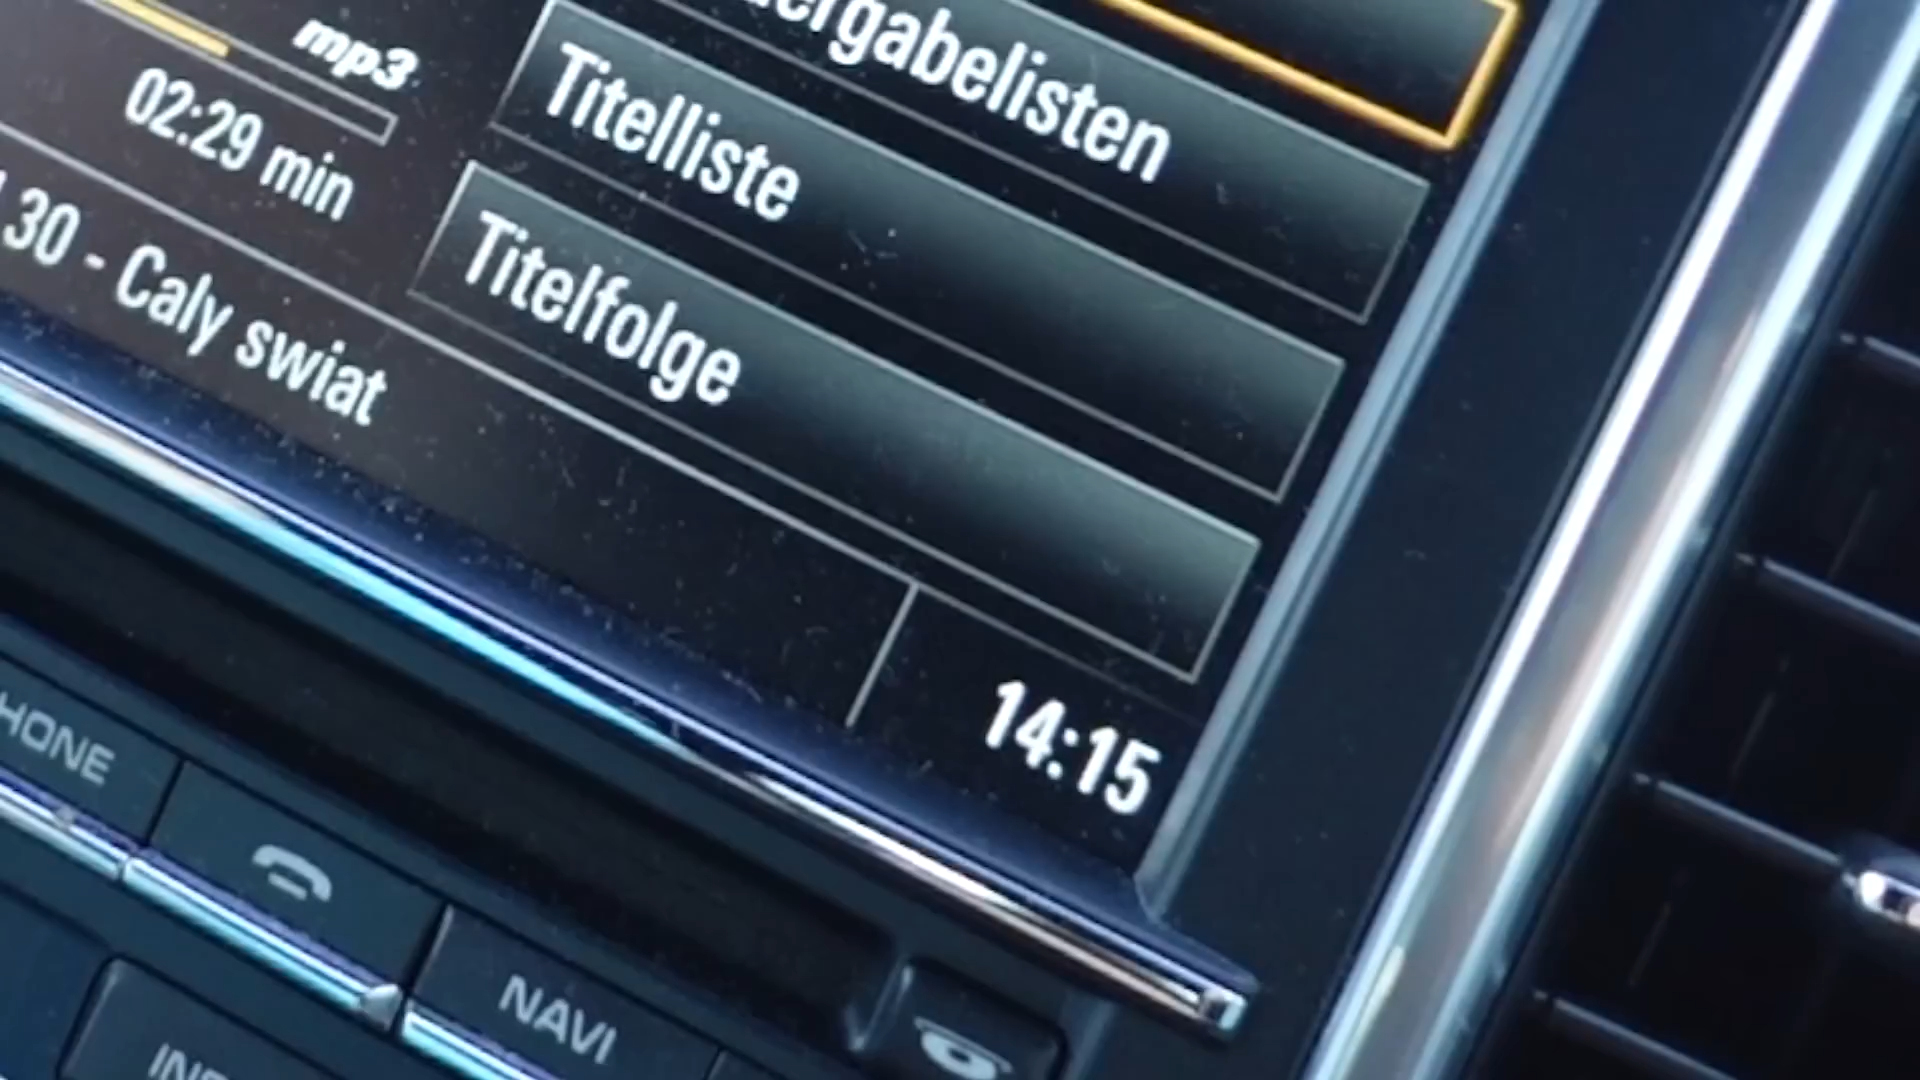 mp3
02:29 min
30 - Caly swiat
Titelliste
Titelfolge
14:15
NAVI